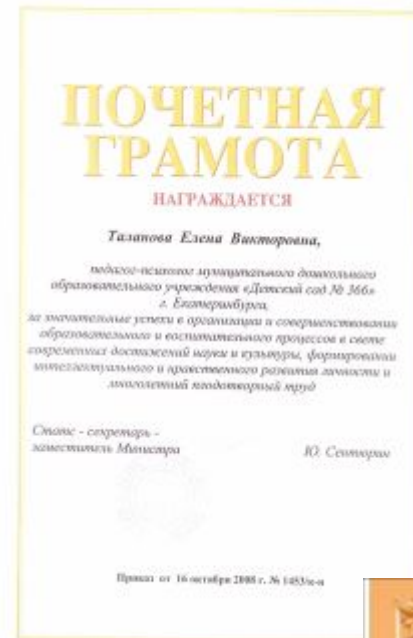 ПОЧЕТНАЯ
ГРАМОТА
НАГРАЖДАЕТСЯ
Таланова Елена Викторовна,
педагог-психолог муниципального дошкольного
образовательного учреждения «Детский сад № 366»
г. Екатеринбурга,
за значительные успехи в организации и совершенствовании
образовательного и воспитательного процессов в свете
современных достижений науки и культуры, формировании
интеллектуального и нравственного развития личности и
многолетний плодотворный труд
Статс - секретарь -
заместитель Министра
Ю. Сентюрин
Приказ от 16 октября 2008 г. № 1453/к-н